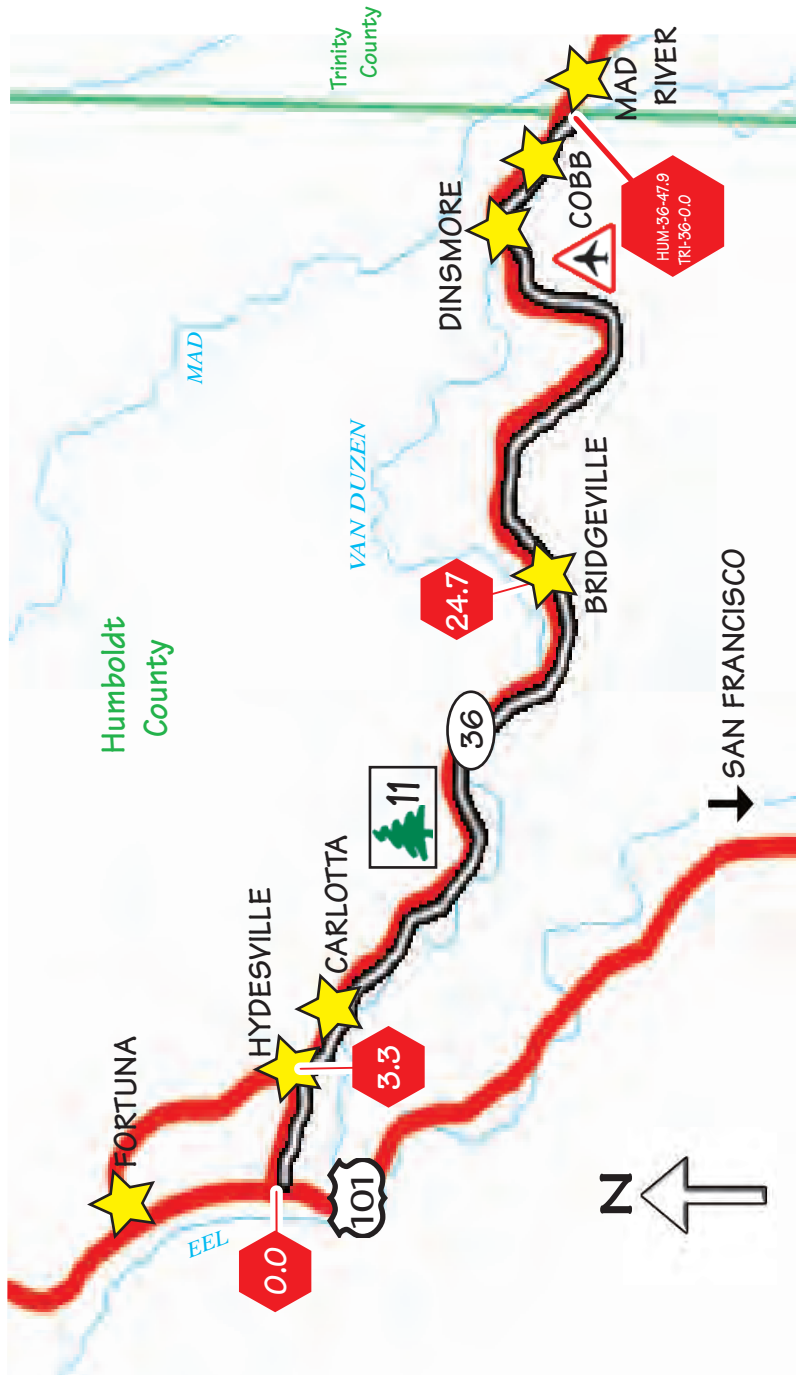 Trinity
County
MAD
RIVER
COBB
DINSMORE
HUM-36-47.9
TRI-36-0.0
MAD
VAN DUZEN
BRIDGEVILLE
24.7
Humboldt
County
36
11
SAN FRANCISCO
CARLOTTA
HYDESVILLE
3.3
FORTUNA
EEL
0.0
101
N